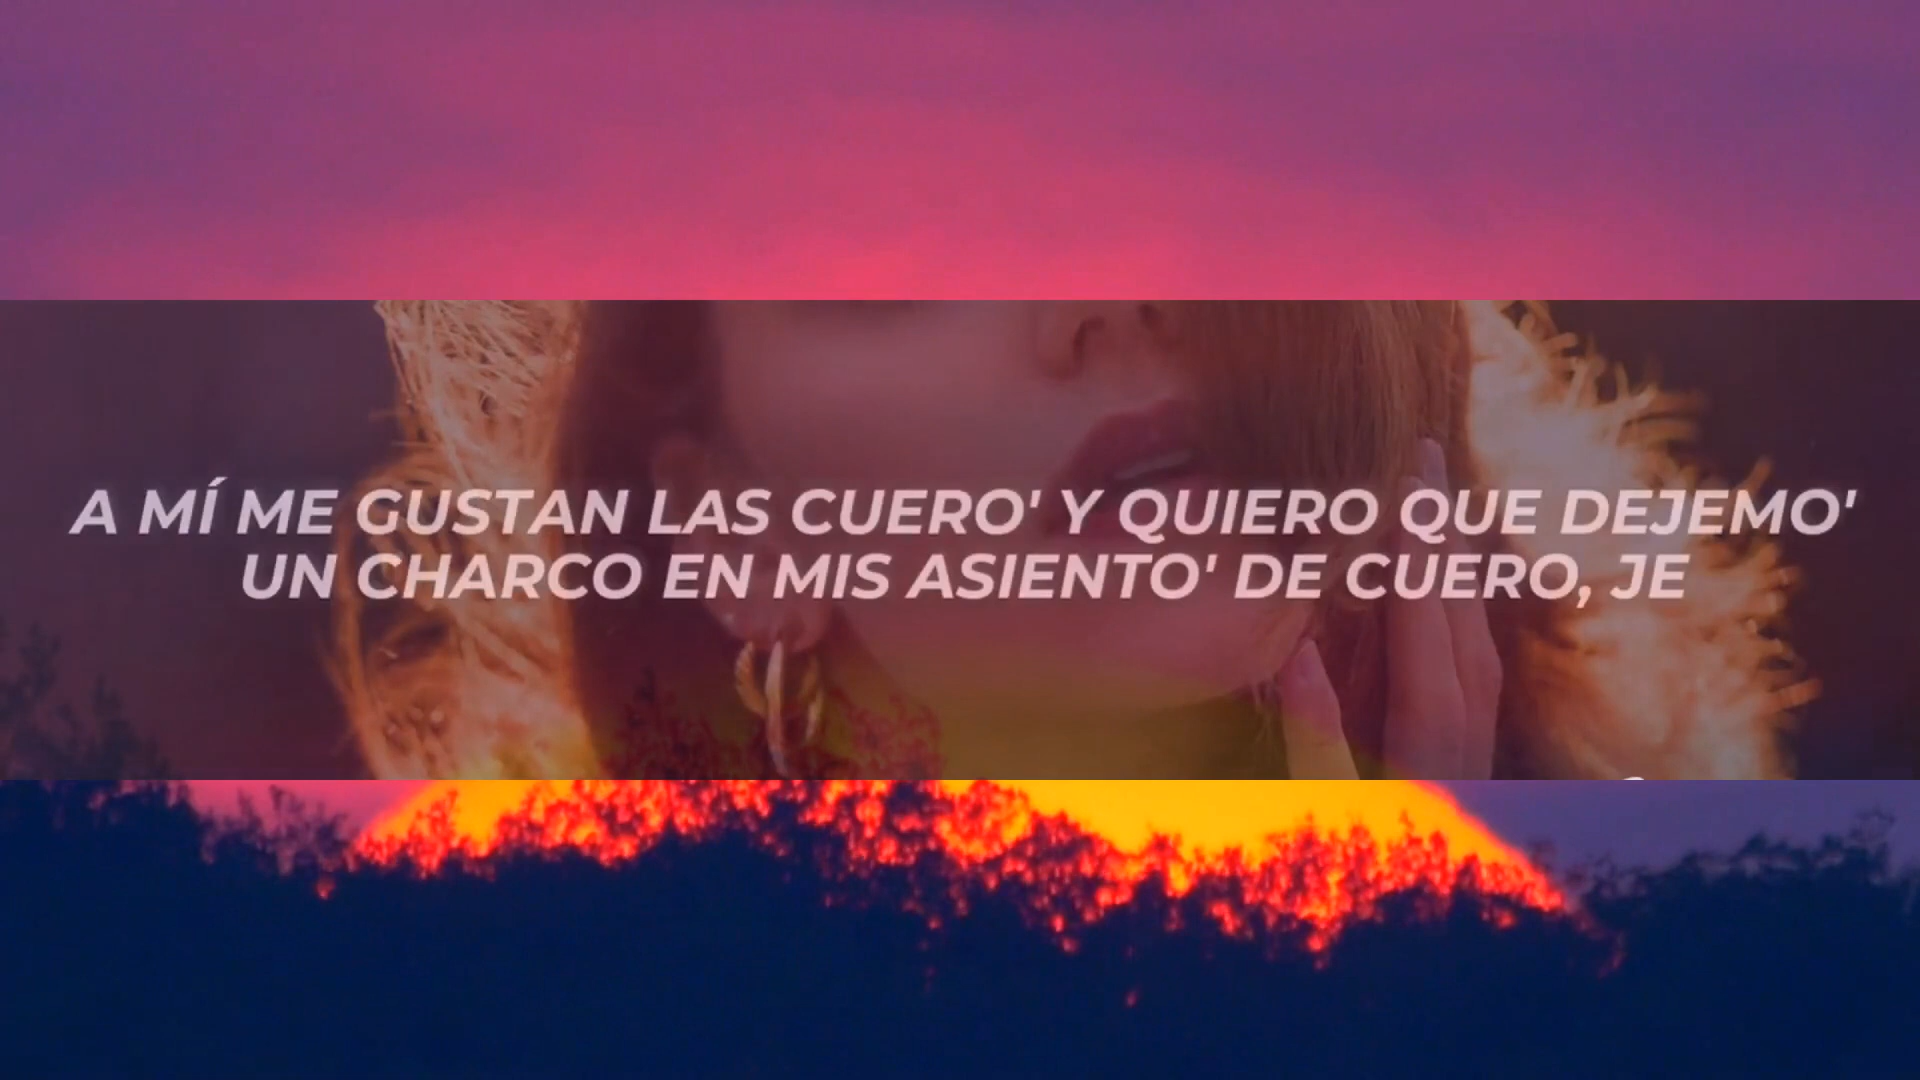 A MÍ ME GUSTAN LAS CUERO' Y QUIERO QUE DEJEMO'
UN CHARCO EN MIS ASIENTO' DE CUERO, JE